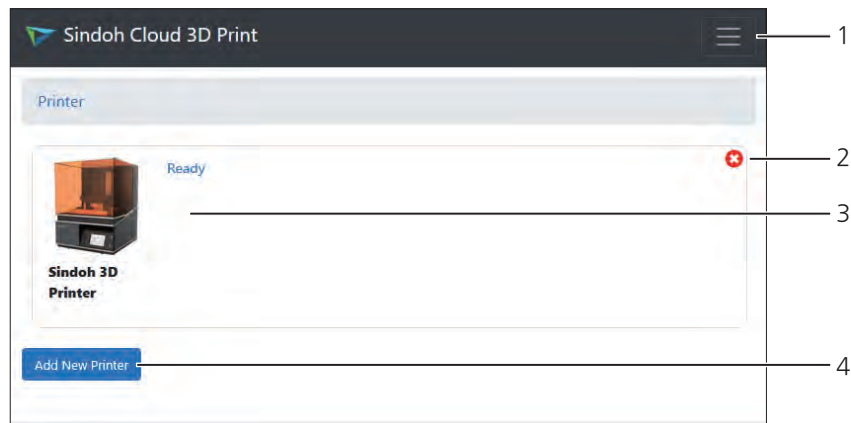 Sindoh Cloud 3D Print
1
Printer
2
Ready
3
Sindoh 3D
Printer
Add New Printer
4